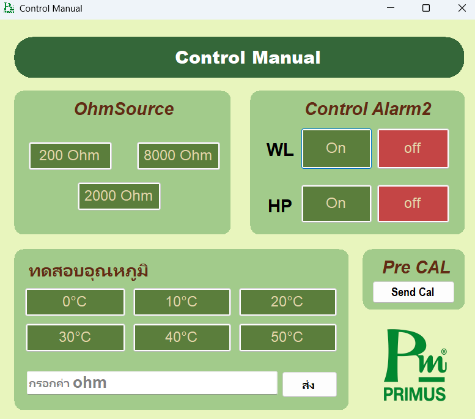 Control Manual
Control Manual
OhmSource
200 Ohm
8000 Ohm
2000 Ohm
Control Alarm2
WL On off
HP On off
ทดสอบอุณหภูมิ
0°C 10°C 20°C
30°C 40°C 50°C
กรอกค่า ohm
ส่ง
Pre CAL
Send Cal
Pm®
PRIMUS